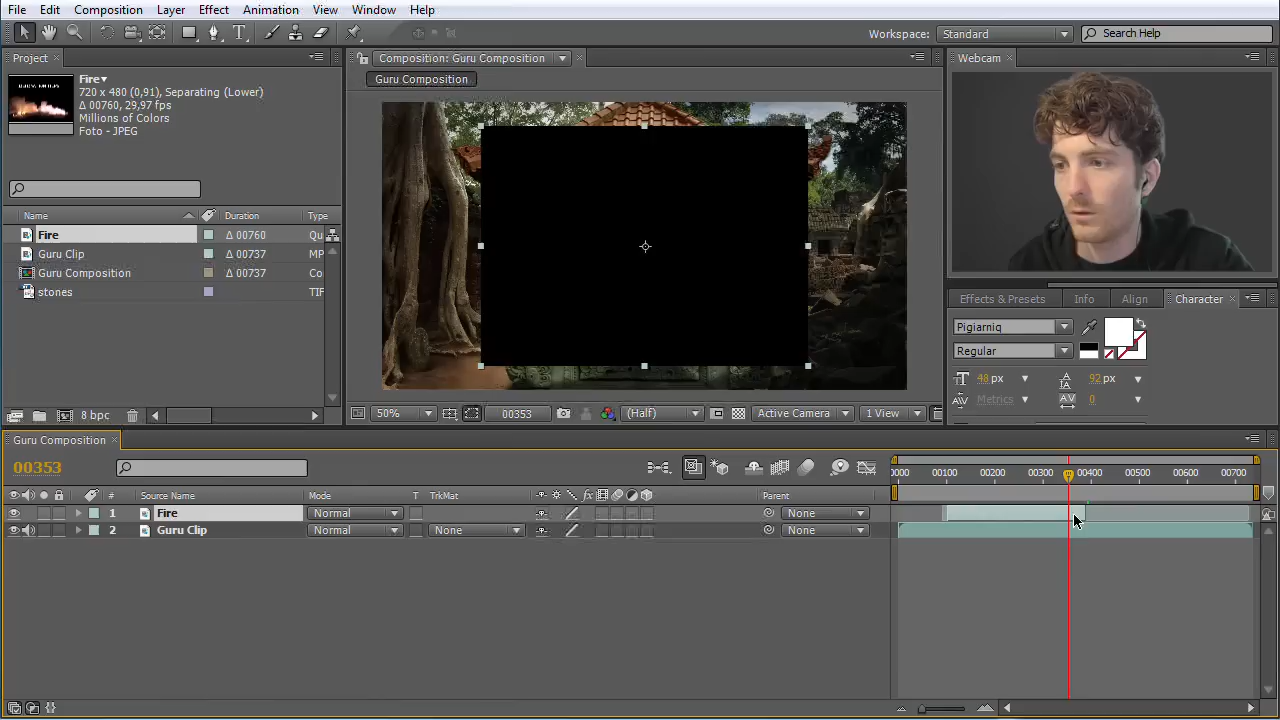 File Edit Composition Layer Effect Animation View Window Help
Workspace: Standard Search Help
Project
Fire
720 x 480 (0,91), Separating (Lower)
Δ 00760, 29,97 fps
Millions of Colors
Foto - JPEG
Name Duration Type
Fire Δ 00760 Qu
Guru Clip Δ 00737 MP
Guru Composition Δ 00737 Co
stones TIF
8 bpc
Composition: Guru Composition
Guru Composition
50% 00353 (Half) Active Camera 1 View
Webcam
Effects & Presets Info Align Character
Pigiarniq
Regular
48 px 92 px
Metrics 0
Guru Composition
00353
0000 00100 00200 00300 00400 00500 00600 00700
# Source Name Mode T TrkMat fx Parent
1 Fire Normal None
2 Guru Clip Normal None None